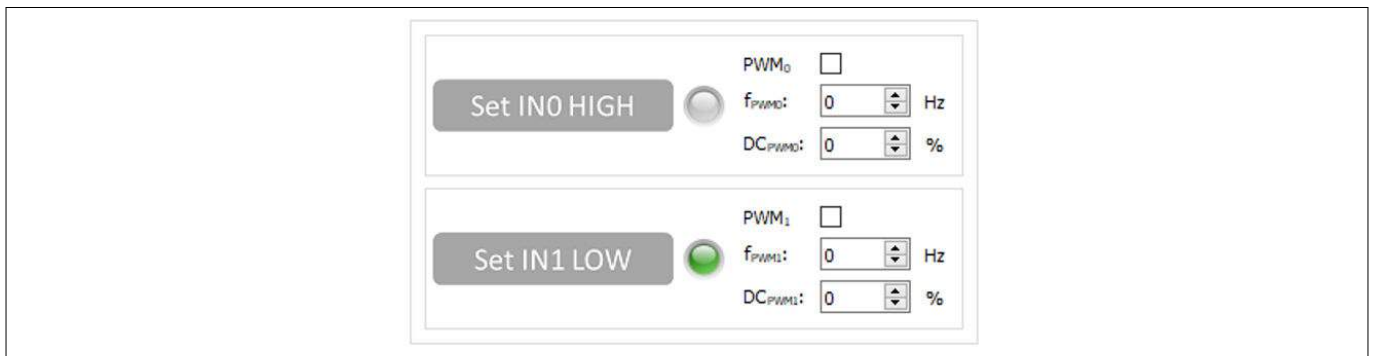 PWM₀
Set IN0 HIGH
fPWM0: 0 Hz
DCPWM0: 0 %
PWM₁
Set IN1 LOW
fPWM1: 0 Hz
DCPWM1: 0 %